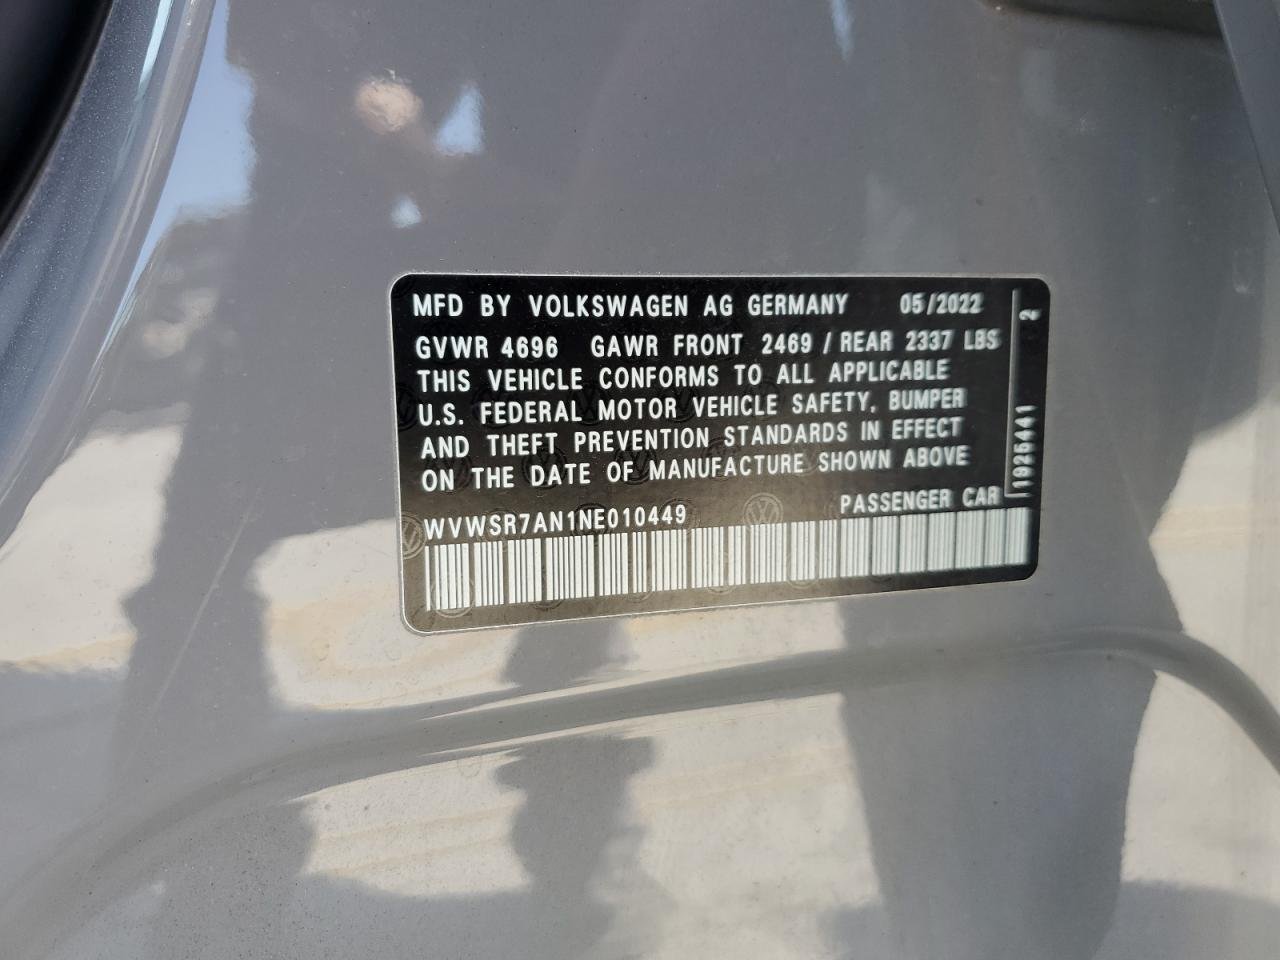 MFD BY VOLKSWAGEN AG GERMANY 05/2022
GVWR 4696 GAWR FRONT 2469 / REAR 2337 LBS
THIS VEHICLE CONFORMS TO ALL APPLICABLE
U.S. FEDERAL MOTOR VEHICLE SAFETY, BUMPER
AND THEFT PREVENTION STANDARDS IN EFFECT
ON THE DATE OF MANUFACTURE SHOWN ABOVE
PASSENGER CAR
WVWSR7AN1NE010449
1926441 2